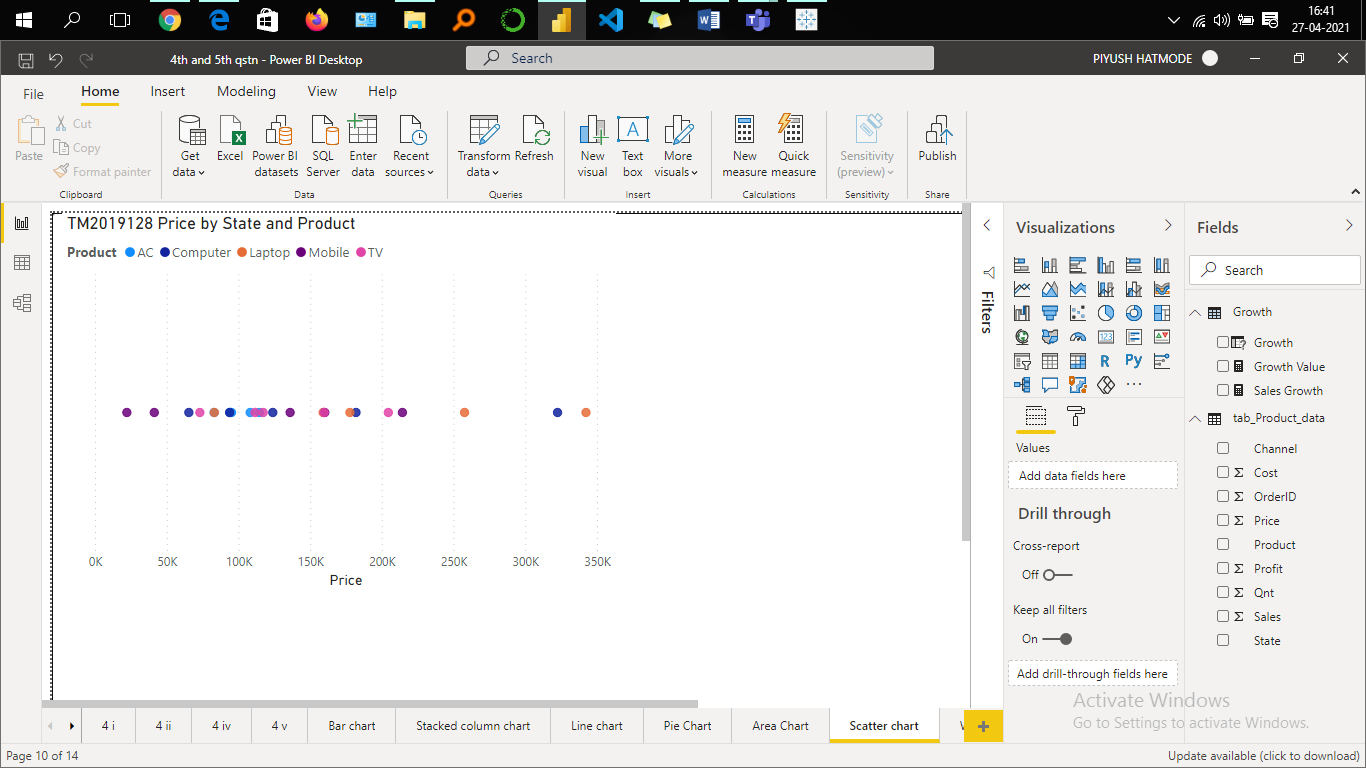 16:41
27-04-2021
4th and 5th qstn - Power BI Desktop
Search
PIYUSH HATMODE
File
Home
Insert
Modeling
View
Help
Paste
Cut
Copy
Format painter
Clipboard
Get data
Excel
Power BI datasets
SQL Server
Enter data
Recent sources
Data
Transform data
Refresh
Queries
New visual
Text box
More visuals
Insert
New measure
Quick measure
Calculations
Sensitivity (preview)
Sensitivity
Publish
Share
TM2019128 Price by State and Product
Product AC Computer Laptop Mobile TV
0K 50K 100K 150K 200K 250K 300K 350K
Price
Filters
Visualizations
Values
Add data fields here
Drill through
Cross-report
Off
Keep all filters
On
Add drill-through fields here
Fields
Search
Growth
Growth
Growth Value
Sales Growth
tab_Product_data
Channel
Cost
OrderID
Price
Product
Profit
Qnt
Sales
State
Activate Windows
Go to Settings to activate Windows.
4 i
4 ii
4 iv
4 v
Bar chart
Stacked column chart
Line chart
Pie Chart
Area Chart
Scatter chart
Page 10 of 14
Update available (click to download)